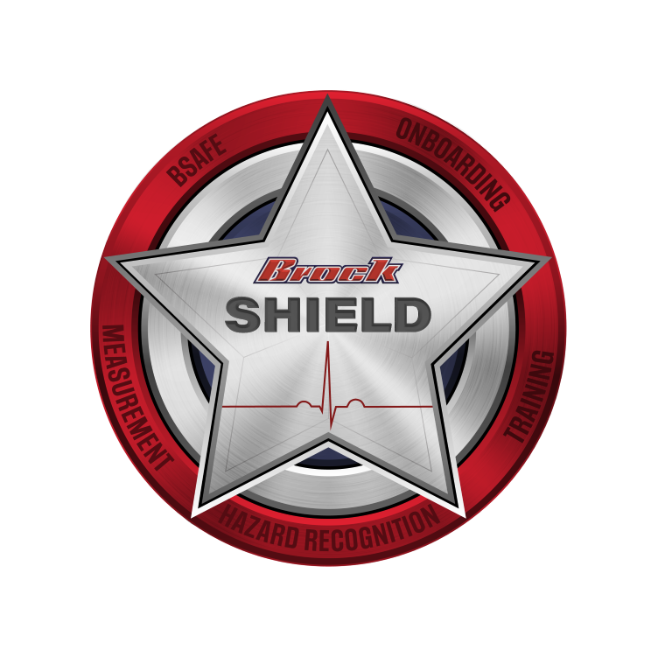 BSAFE
ONBOARDING
Brock
SHIELD
MEASUREMENT
TRAINING
HAZARD RECOGNITION